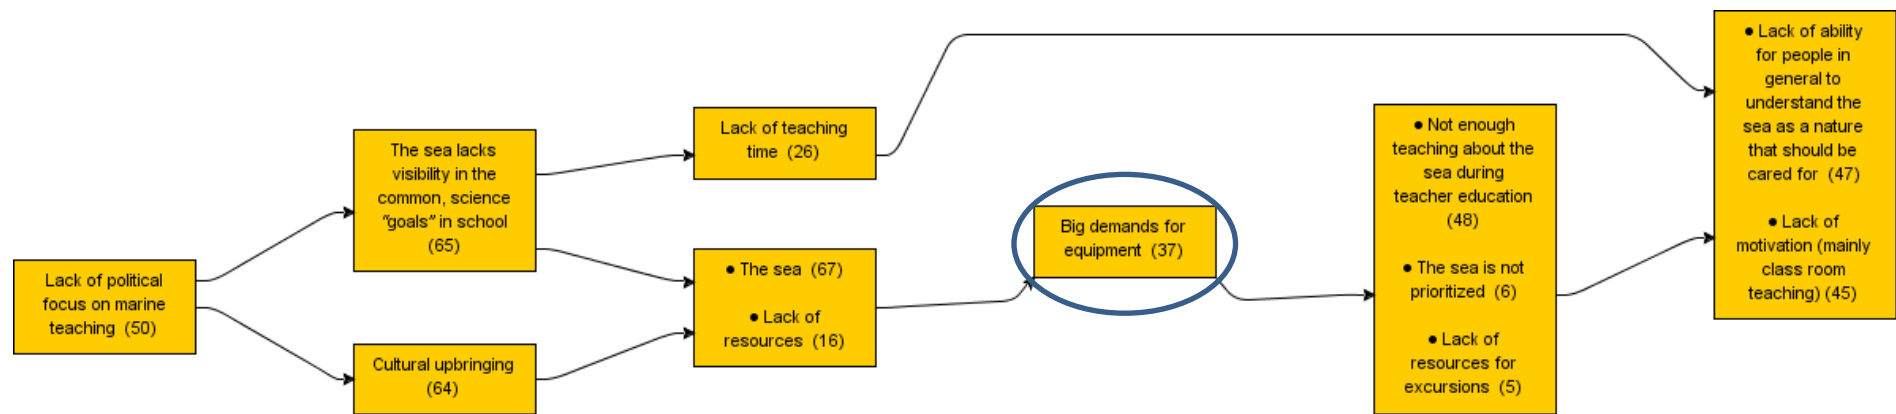 Lack of political
focus on marine
teaching (50)
The sea lacks
visibility in the
common, science
“goals” in school
(65)
Cultural upbringing
(64)
Lack of teaching
time (26)
● The sea (67)
● Lack of
resources (16)
Big demands for
equipment (37)
● Not enough
teaching about the
sea during
teacher education
(48)
● The sea is not
prioritized (6)
● Lack of
resources for
excursions (5)
● Lack of ability
for people in
general to
understand the
sea as a nature
that should be
cared for (47)
● Lack of
motivation (mainly
class room
teaching) (45)